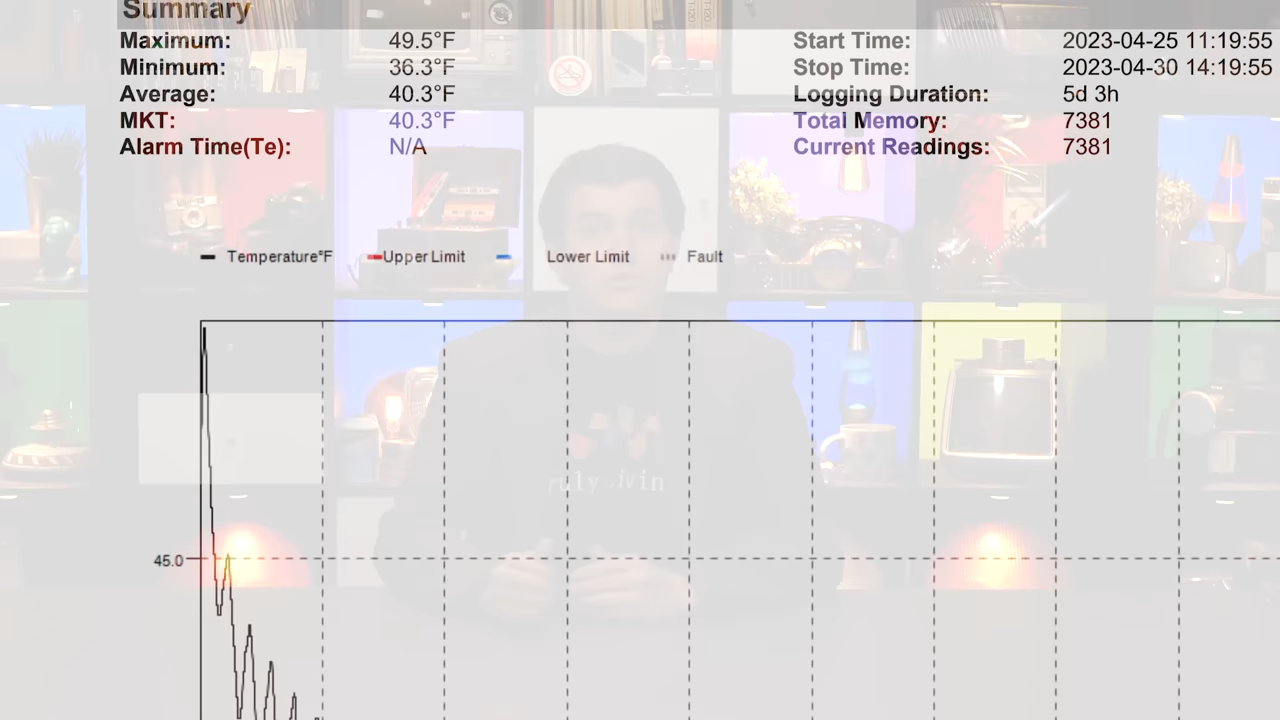 Summary
Maximum: 49.5°F
Minimum: 36.3°F
Average: 40.3°F
MKT: 40.3°F
Alarm Time(Te): N/A
Start Time: 2023-04-25 11:19:55
Stop Time: 2023-04-30 14:19:55
Logging Duration: 5d 3h
Total Memory: 7381
Current Readings: 7381
Temperature°F Upper Limit Lower Limit Fault
45.0